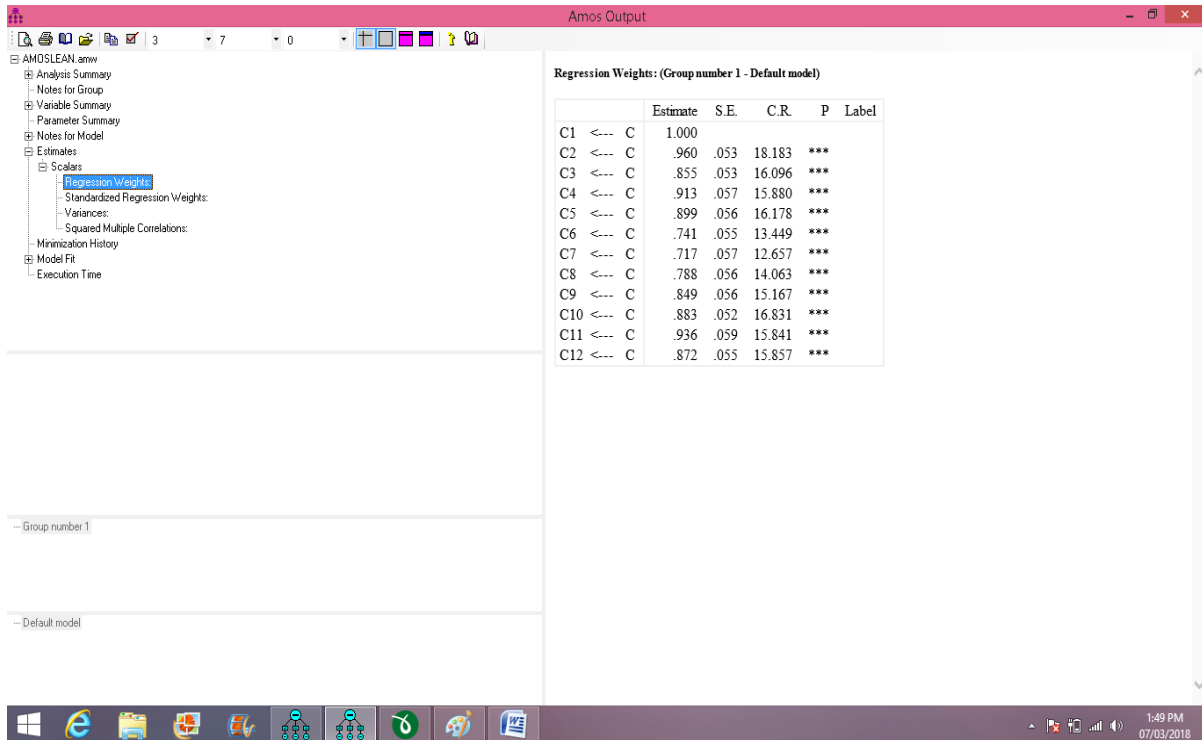 Amos Output
3 7 0
AMOSLEAN.amw
Analysis Summary
Notes for Group
Variable Summary
Parameter Summary
Notes for Model
Estimates
Scalars
Regression Weights:
Standardized Regression Weights:
Variances:
Squared Multiple Correlations:
Minimization History
Model Fit
Execution Time
Group number 1
Default model
Regression Weights: (Group number 1 - Default model)
Estimate S.E. C.R. P Label
C1 <--- C 1.000
C2 <--- C .960 .053 18.183 ***
C3 <--- C .855 .053 16.096 ***
C4 <--- C .913 .057 15.880 ***
C5 <--- C .899 .056 16.178 ***
C6 <--- C .741 .055 13.449 ***
C7 <--- C .717 .057 12.657 ***
C8 <--- C .788 .056 14.063 ***
C9 <--- C .849 .056 15.167 ***
C10 <--- C .883 .052 16.831 ***
C11 <--- C .936 .059 15.841 ***
C12 <--- C .872 .055 15.857 ***
1:49 PM
07/03/2018